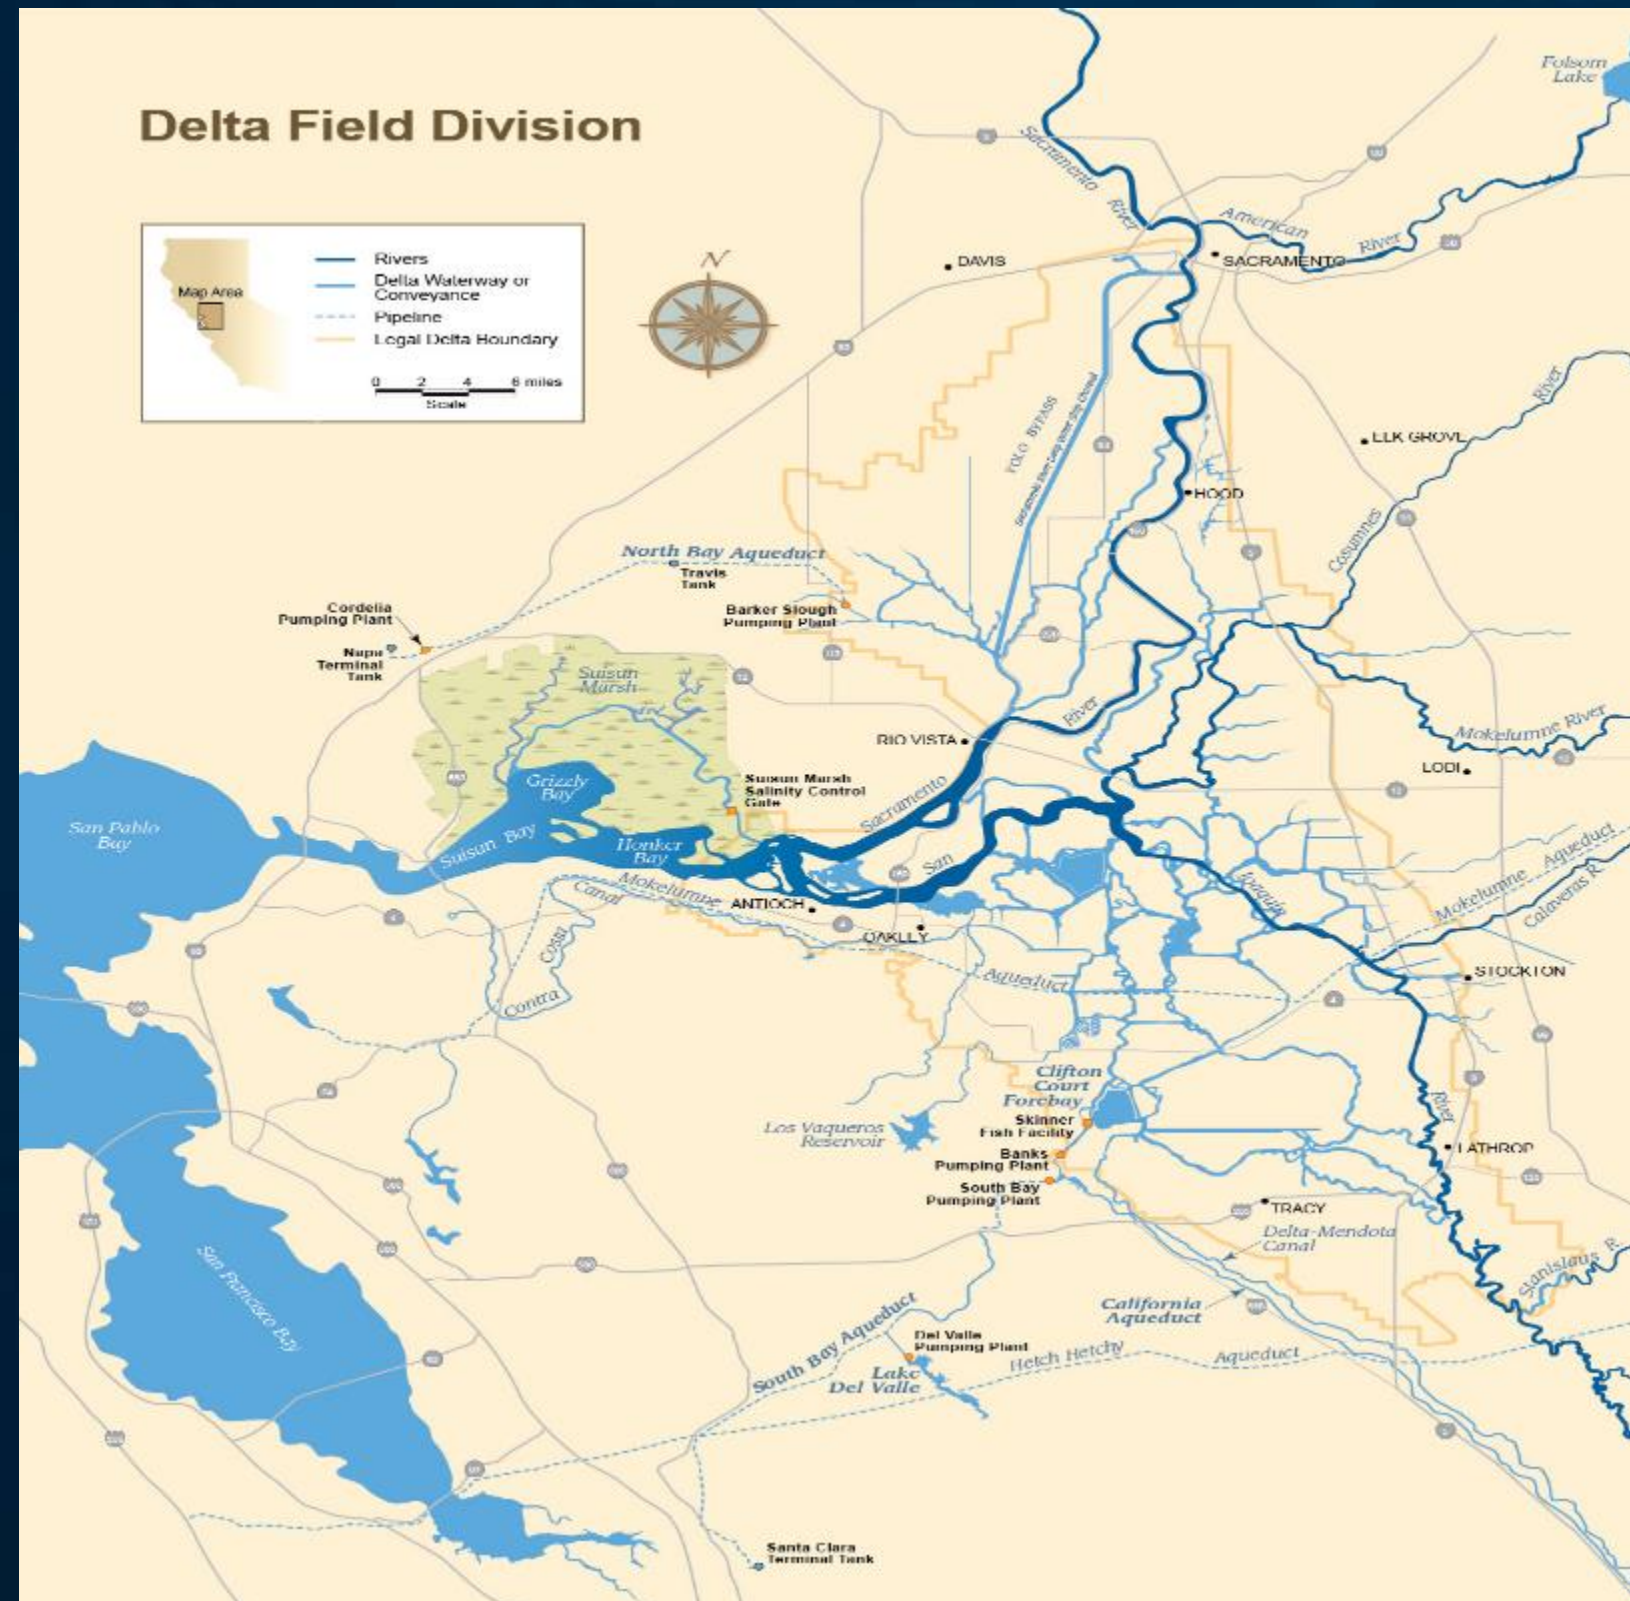 Delta Field Division
Map Area
Rivers
Delta Waterway or
Conveyance
Pipeline
Legal Delta Boundary
0 2 4 6 miles
Scale
N
Folsom
Lake
Sacramento
River
American
River
DAVIS
SACRAMENTO
YOLO BYPASS
Sacramento River Deep Water Ship Channel
ELK GROVE
River
HOOD
Cosumnes
North Bay Aqueduct
Travis
Tank
Cordelia
Pumping Plant
Barker Slough
Pumping Plant
Napa
Terminal
Tank
Suisun
Marsh
River
RIO VISTA
Mokelumne River
LODI
Grizzly
Bay
Suisun Marsh
Salinity Control
Gate
Sacramento
San Pablo
Bay
Suisun Bay
Honker
Bay
San
Joaquin
Mokelumne
Aqueduct
Calaveras R.
Mokelumne
Canal
Costa
Contra
ANTIOCH
OAKLEY
Aqueduct
STOCKTON
Clifton
Court
Forebay
Los Vaqueros
Reservoir
Skinner
Fish Facility
River
Banks
Pumping Plant
LATHROP
South Bay
Pumping Plant
TRACY
Delta-Mendota
Canal
Stanislaus R.
San Francisco Bay
California
Aqueduct
South Bay Aqueduct
Del Valle
Pumping Plant
Hetch Hetchy
Aqueduct
Lake
Del Valle
Santa Clara
Terminal Tank